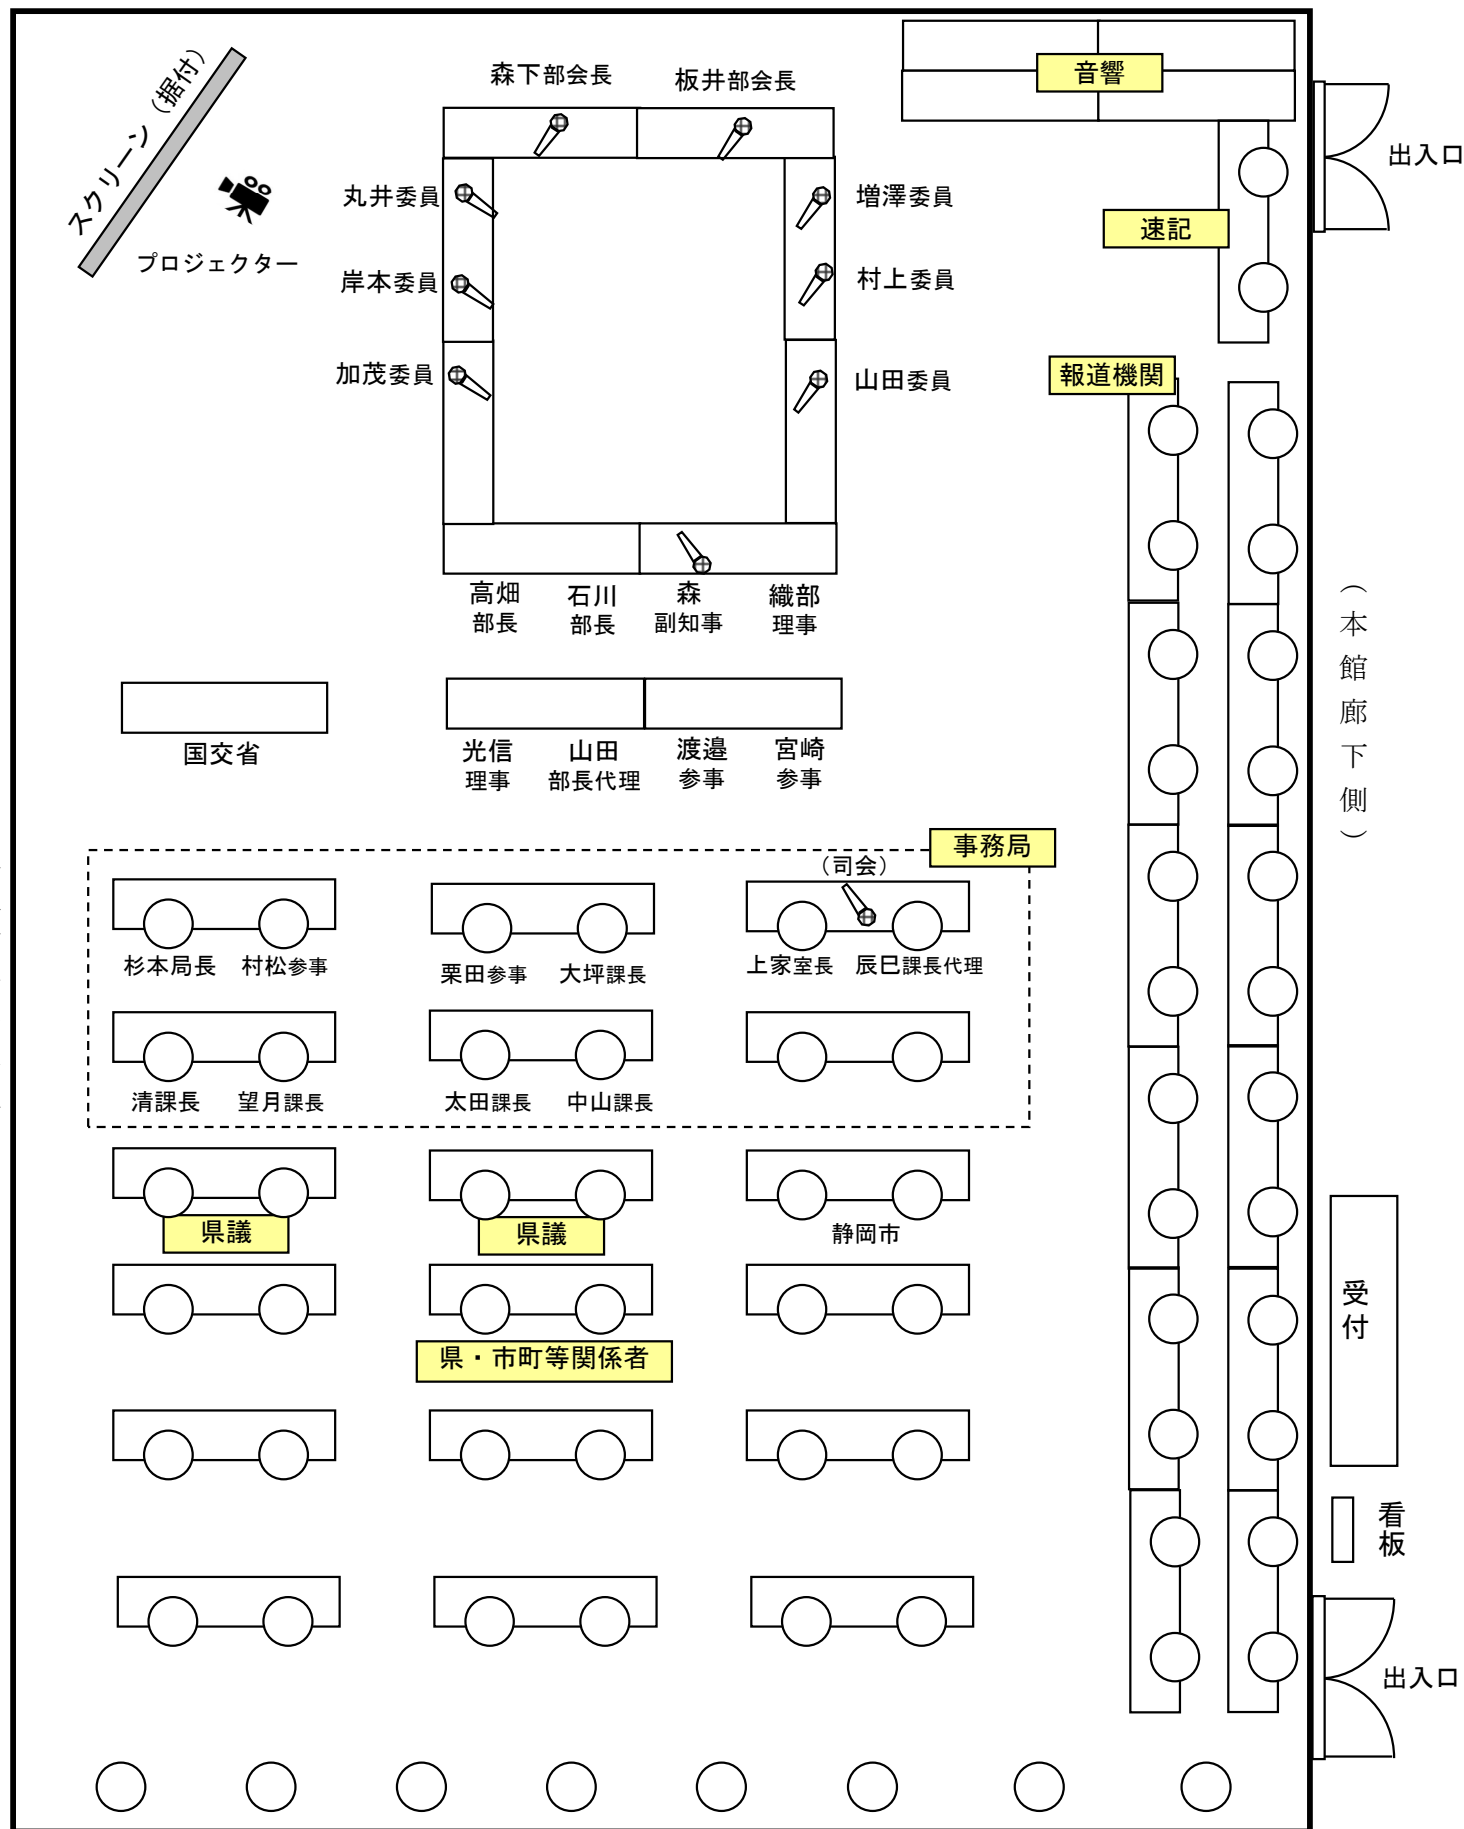 スクリーン（据付）
プロジェクター
森下部会長
板井部会長
音響
出入口
丸井委員
増澤委員
速記
岸本委員
村上委員
加茂委員
山田委員
報道機関
高畑
部長
石川
部長
森
副知事
織部
理事
（本館廊下側）
国交省
光信
理事
山田
部長代理
渡邉
参事
宮崎
参事
事務局
（司会）
杉本局長
村松参事
栗田参事
大坪課長
上家室長
辰巳課長代理
清課長
望月課長
太田課長
中山課長
県議
県議
静岡市
県・市町等関係者
受付
看板
出入口